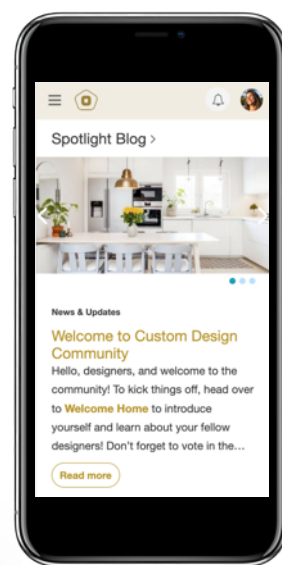 Spotlight Blog >
News & Updates
Welcome to Custom Design
Community
Hello, designers, and welcome to the
community! To kick things off, head over
to Welcome Home to introduce
yourself and learn about your fellow
designers! Don't forget to vote in the...
Read more